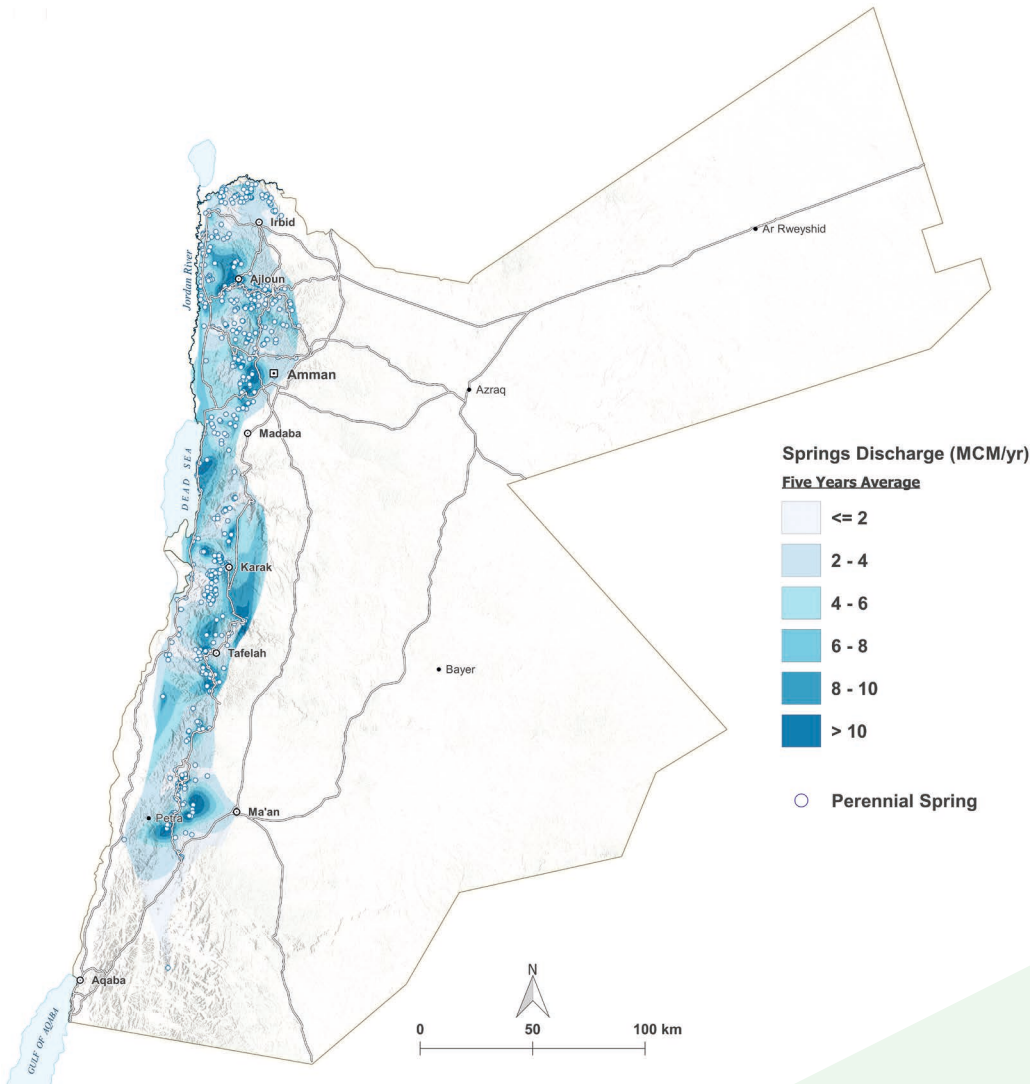 Irbid
Ar Rweyshid
Jordan River
Ajloun
Amman
Azraq
Madaba
DEAD SEA
Springs Discharge (MCM/yr)
Five Years Average
<= 2
2 - 4
4 - 6
6 - 8
8 - 10
> 10
Perennial Spring
Karak
Tafelah
Bayer
Ma'an
Petra
Aqaba
GULF OF AQABA
N
0 50 100 km